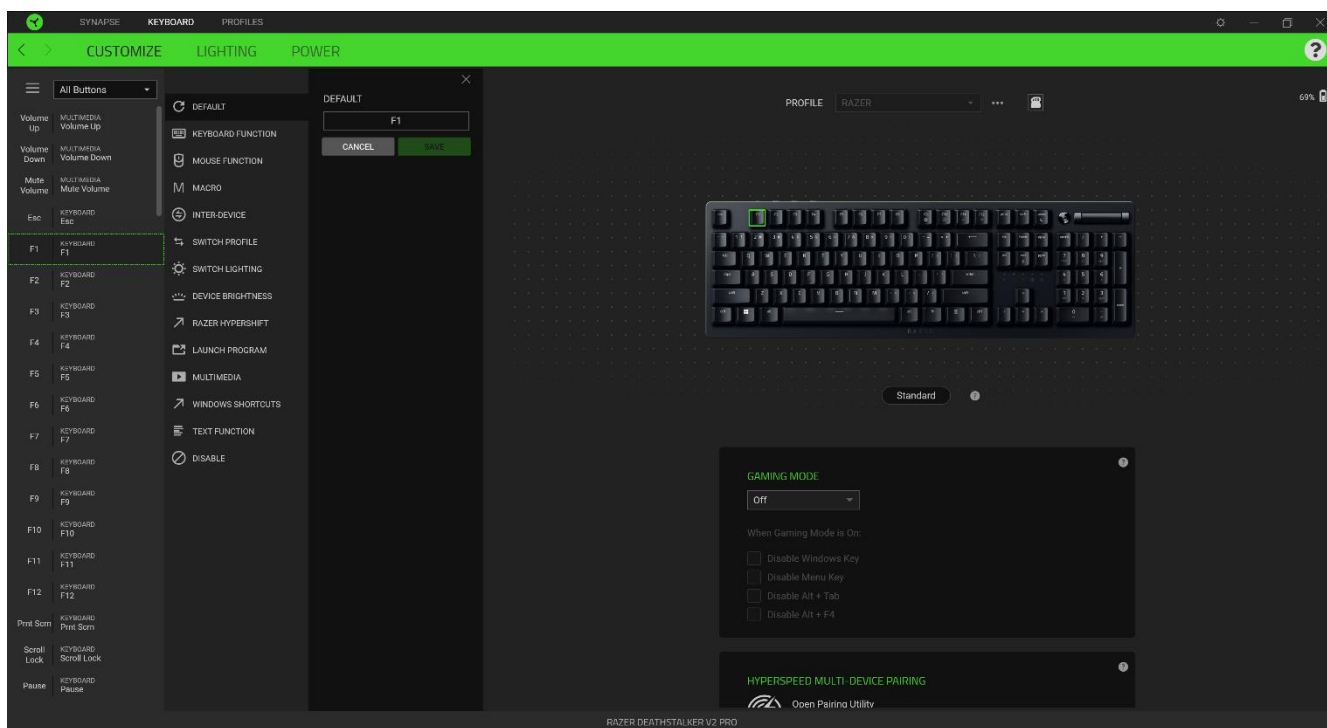 SYNAPSE KEYBOARD PROFILES
CUSTOMIZE LIGHTING POWER
?
All Buttons
Volume Up MULTIMEDIA Volume Up
Volume Down MULTIMEDIA Volume Down
Mute Volume MULTIMEDIA Mute Volume
Esc KEYBOARD Esc
F1 KEYBOARD F1
F2 KEYBOARD F2
F3 KEYBOARD F3
F4 KEYBOARD F4
F5 KEYBOARD F5
F6 KEYBOARD F6
F7 KEYBOARD F7
F8 KEYBOARD F8
F9 KEYBOARD F9
F10 KEYBOARD F10
F11 KEYBOARD F11
F12 KEYBOARD F12
Prnt Scrn KEYBOARD Prnt Scrn
Scroll Lock KEYBOARD Scroll Lock
Pause KEYBOARD Pause
DEFAULT
KEYBOARD FUNCTION
MOUSE FUNCTION
MACRO
INTER-DEVICE
SWITCH PROFILE
SWITCH LIGHTING
DEVICE BRIGHTNESS
RAZER HYPERSHIFT
LAUNCH PROGRAM
MULTIMEDIA
WINDOWS SHORTCUTS
TEXT FUNCTION
DISABLE
DEFAULT
F1
CANCEL SAVE
PROFILE RAZER
69%
RAZER
Standard ?
GAMING MODE ?
Off
When Gaming Mode is On:
Disable Windows Key
Disable Menu Key
Disable Alt + Tab
Disable Alt + F4
HYPERSPEED MULTI-DEVICE PAIRING ?
Open Pairing Utility
RAZER DEATHSTALKER V2 PRO